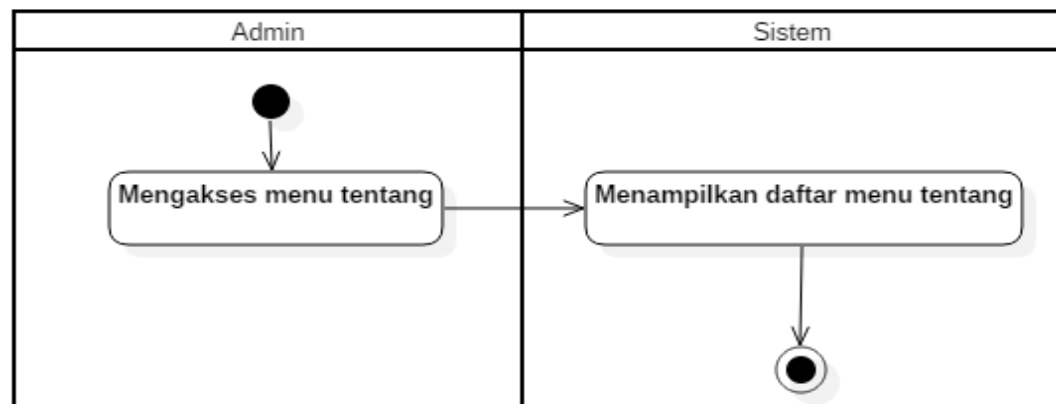 Admin
Sistem
Mengakses menu tentang
Menampilkan daftar menu tentang